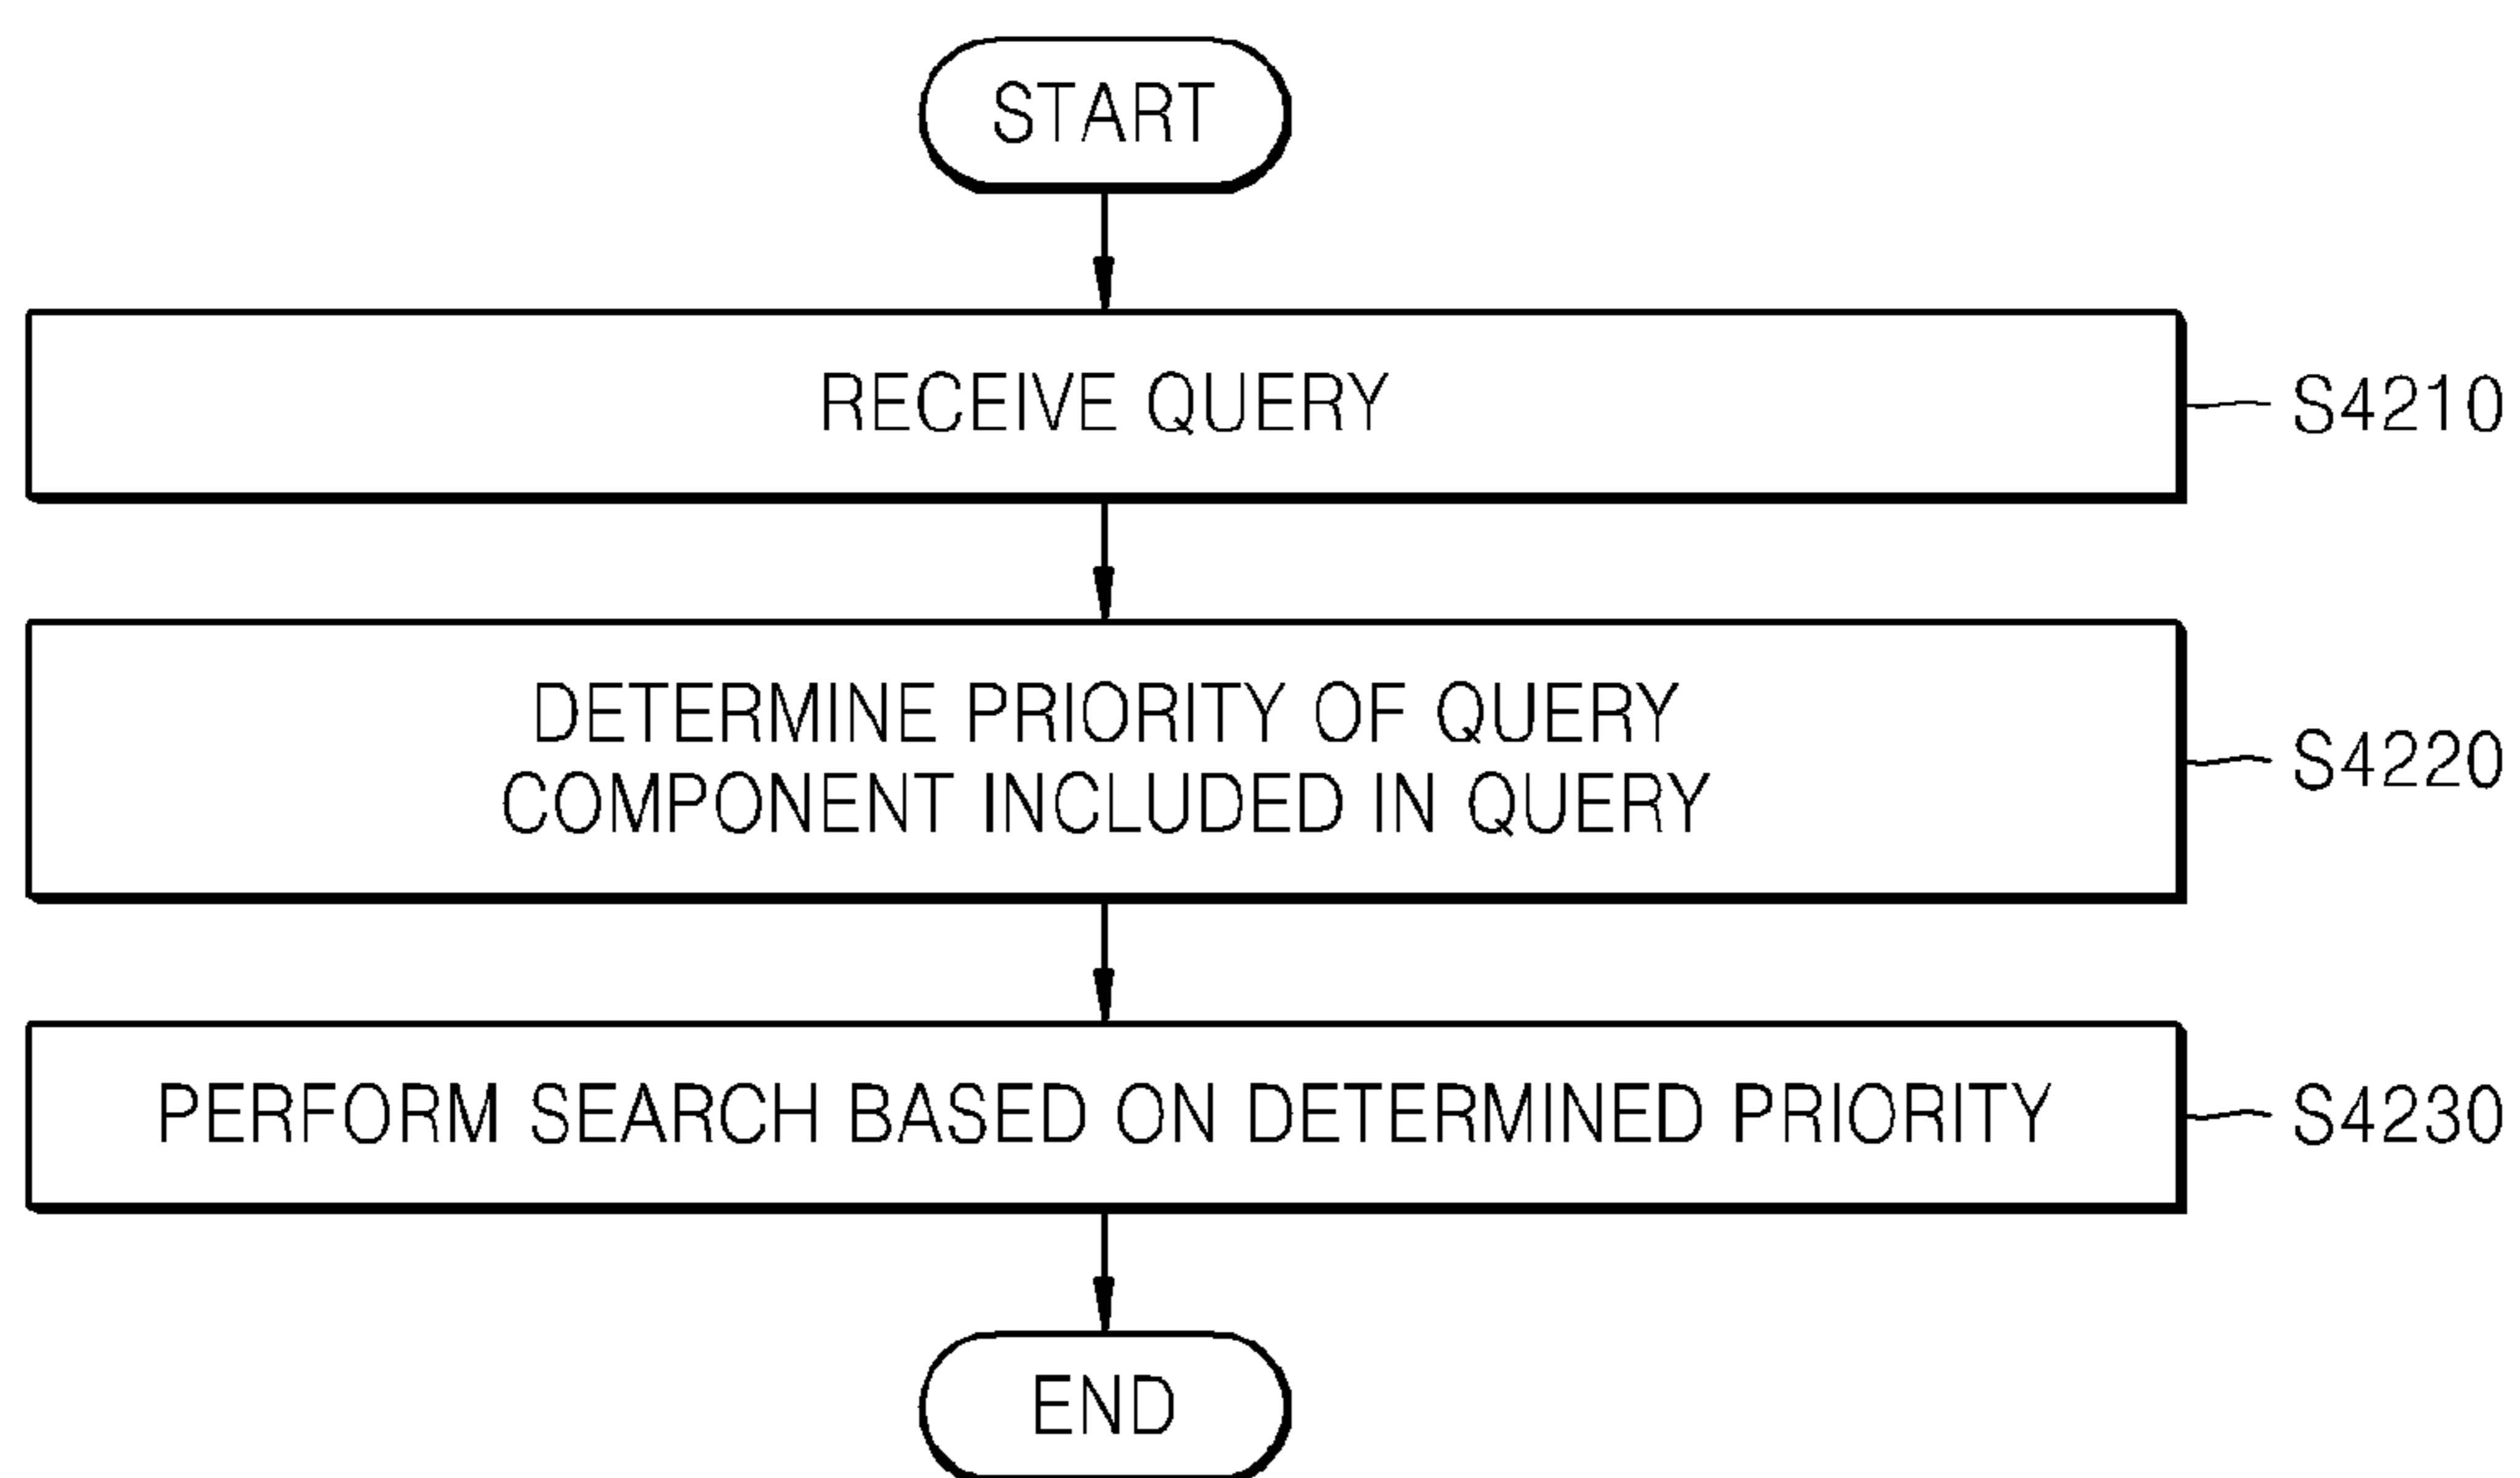 START
RECEIVE QUERY
S4210
DETERMINE PRIORITY OF QUERY
COMPONENT INCLUDED IN QUERY
S4220
PERFORM SEARCH BASED ON DETERMINED PRIORITY
S4230
END